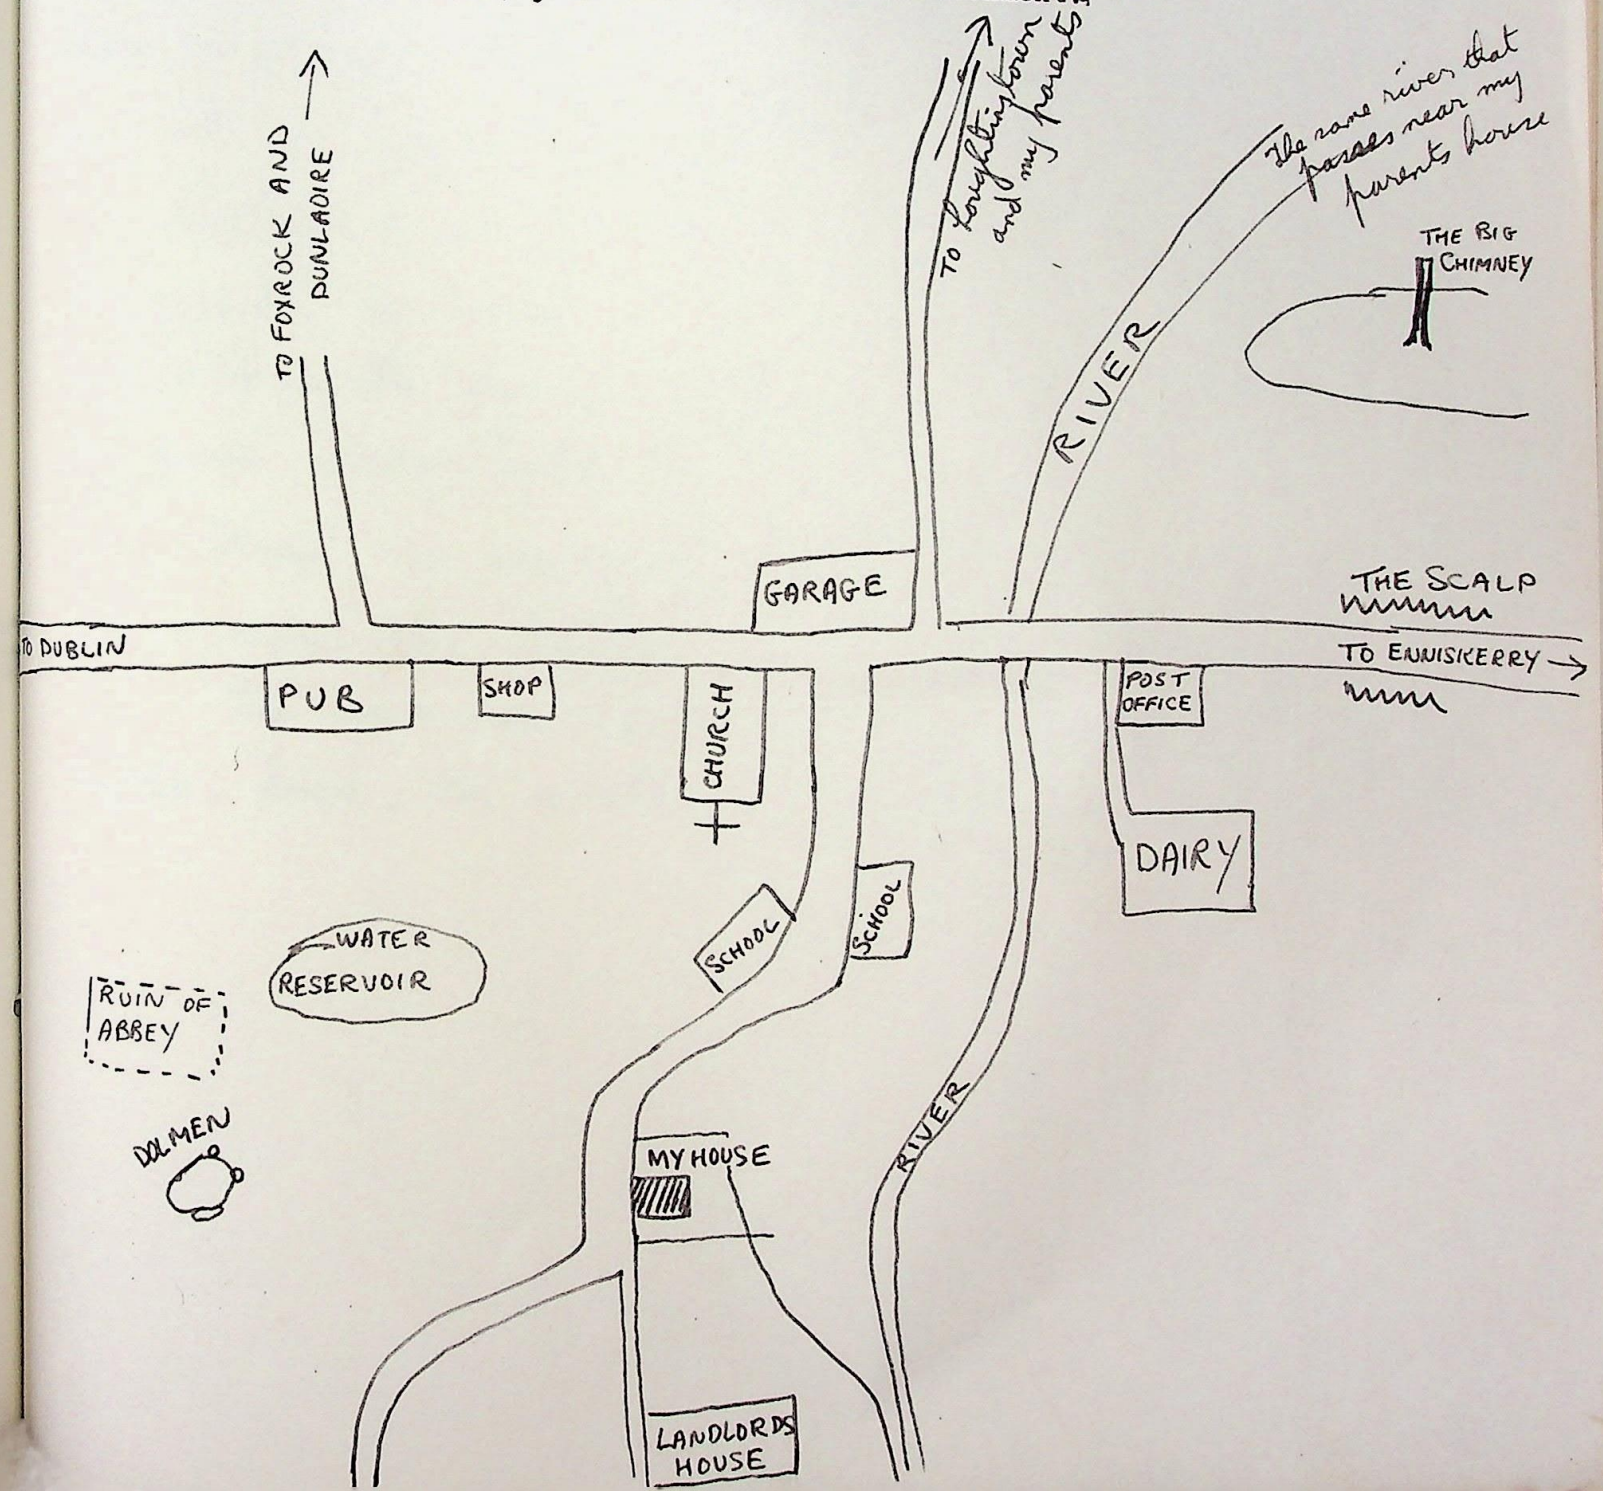 TO FOXROCK AND
DUNLAOIRE
TO Loughlinstown
and my parents
The same river that
passes near my
parents house
THE BIG
CHIMNEY
RIVER
GARAGE
THE SCALP
TO DUBLIN
TO ENNISKERRY
PUB
SHOP
CHURCH
POST
OFFICE
DAIRY
SCHOOL
SCHOOL
WATER
RESERVOIR
RUIN OF
ABBEY
DOLMEN
RIVER
MY HOUSE
LANDLORDS
HOUSE